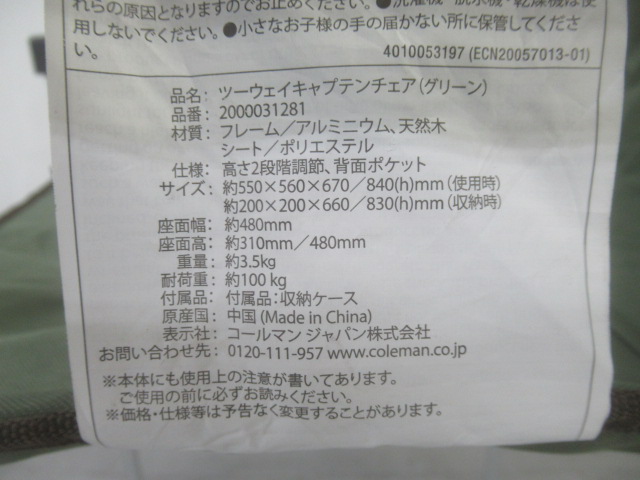 れらの原因となりますのでお止めください。●洗濯機・脱水機・乾燥機は使
用しないでください。●小さなお子様の手の届かない所に保管してくださ
い。
4010053197 (ECN20057013-01)
品名：ツーウェイキャプテンチェア（グリーン）
品番：2000031281
材質：フレーム／アルミニウム、天然木
シート／ポリエステル
仕様：高さ2段階調節、背面ポケット
サイズ：約550×560×670／840(h)mm（使用時）
約200×200×660／830(h)mm（収納時）
座面幅：約480mm
座面高：約310mm／480mm
重量：約3.5kg
耐荷重：約100kg
付属品：付属品：収納ケース
原産国：中国（Made in China）
表示社：コールマン ジャパン株式会社
お問い合わせ先：0120-111-957 www.coleman.co.jp
※本体にも使用上の注意が書いてあります。
ご使用の前に必ずお読みください。
※価格・仕様等は予告なく変更することがあります。